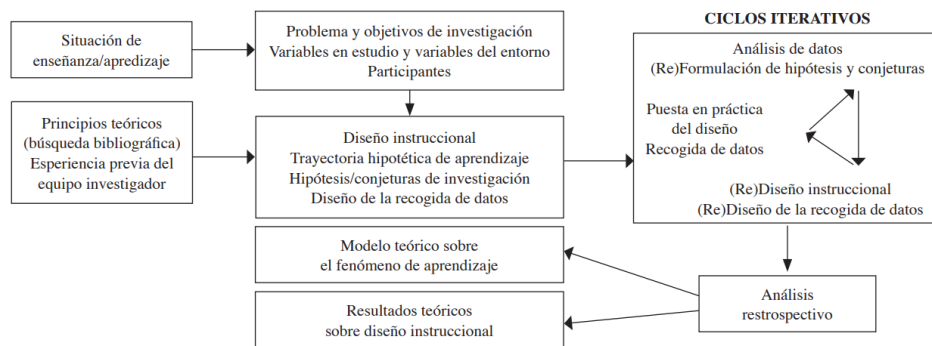 Situación de
enseñanza/apredizaje
Problema y objetivos de investigación
Variables en estudio y variables del entorno
Participantes
Principios teóricos
(búsqueda bibliográfica)
Esperiencia previa del
equipo investigador
Diseño instruccional
Trayectoria hipotética de aprendizaje
Hipótesis/conjeturas de investigación
Diseño de la recogida de datos
CICLOS ITERATIVOS
Análisis de datos
(Re)Formulación de hipótesis y conjeturas
Puesta en práctica
del diseño
Recogida de datos
(Re)Diseño instruccional
(Re)Diseño de la recogida de datos
Modelo teórico sobre
el fenómeno de aprendizaje
Resultados teóricos
sobre diseño instruccional
Análisis
restrospectivo